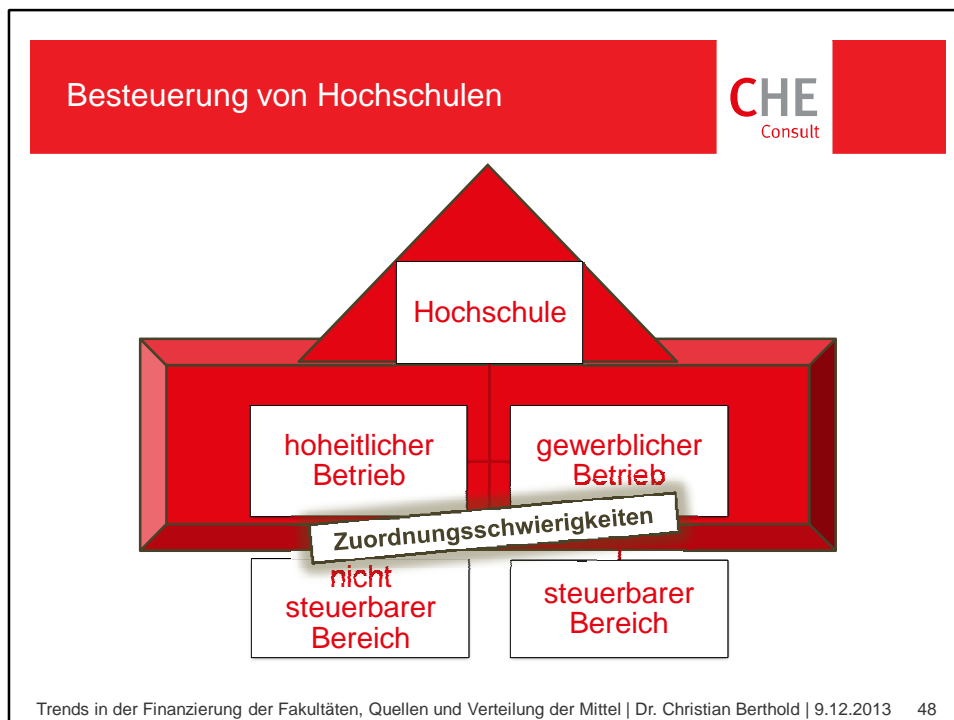 Besteuerung von Hochschulen
CHE
Consult
Hochschule
hoheitlicher
Betrieb
gewerblicher
Betrieb
Zuordnungsschwierigkeiten
nicht
steuerbarer
Bereich
steuerbarer
Bereich
Trends in der Finanzierung der Fakultäten, Quellen und Verteilung der Mittel | Dr. Christian Berthold | 9.12.2013 48